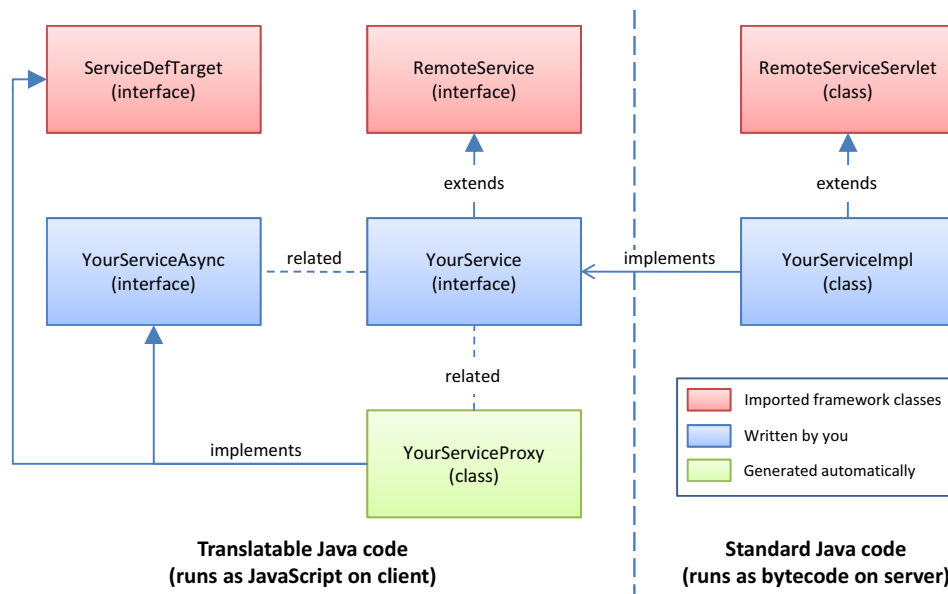 ServiceDefTarget
(interface)
RemoteService
(interface)
RemoteServiceServlet
(class)
extends
extends
YourServiceAsync
(interface)
related
YourService
(interface)
implements
YourServiceImpl
(class)
related
implements
YourServiceProxy
(class)
Imported framework classes
Written by you
Generated automatically
Translatable Java code
(runs as JavaScript on client)
Standard Java code
(runs as bytecode on server)